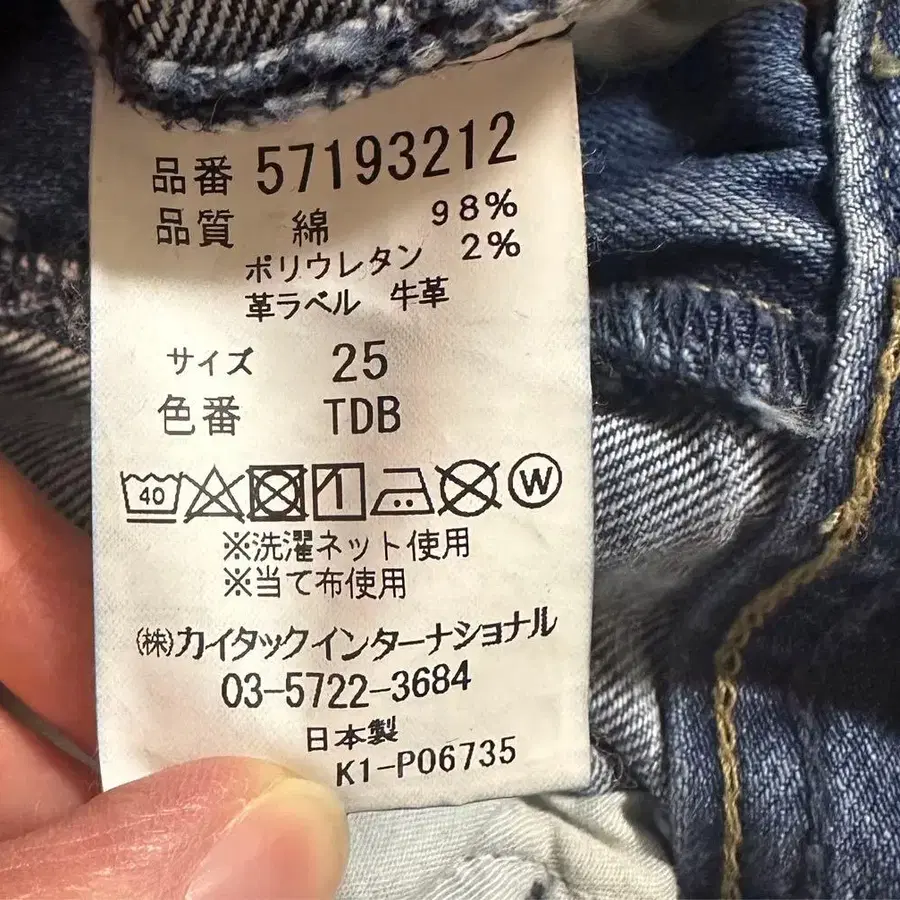 品番 57193212
品質 綿 98%
ポリウレタン 2%
革ラベル 牛革
サイズ 25
色番 TDB
40 W
※洗濯ネット使用
※当て布使用
㈱カイタックインターナショナル
03-5722-3684
日本製
K1-P06735